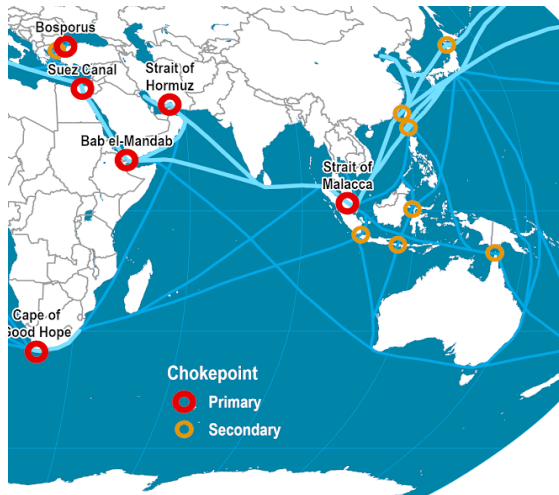 Bosporus
Suez Canal
Strait of
Hormuz
Bab el-Mandab
Strait of
Malacca
Cape of
Good Hope
Chokepoint
Primary
Secondary